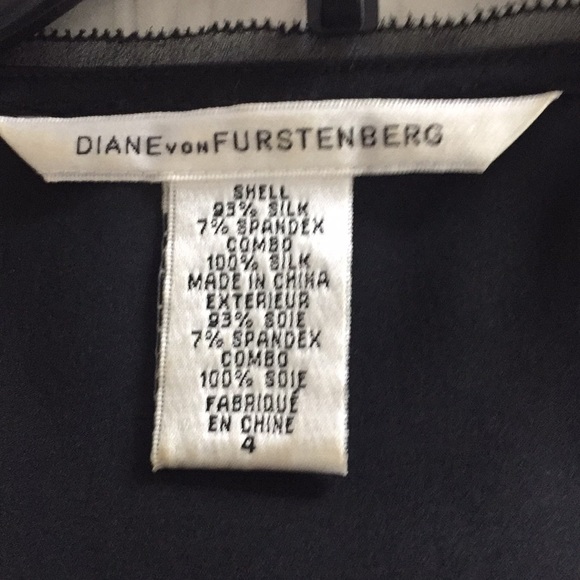 DIANE VON FURSTENBERG
SHELL
93% SILK
7% SPANDEX
COMBO
100% SILK
MADE IN CHINA
EXTERIEUR
93% SOIE
7% SPANDEX
COMBO
100% SOIE
FABRIQUÉ
EN CHINE
4